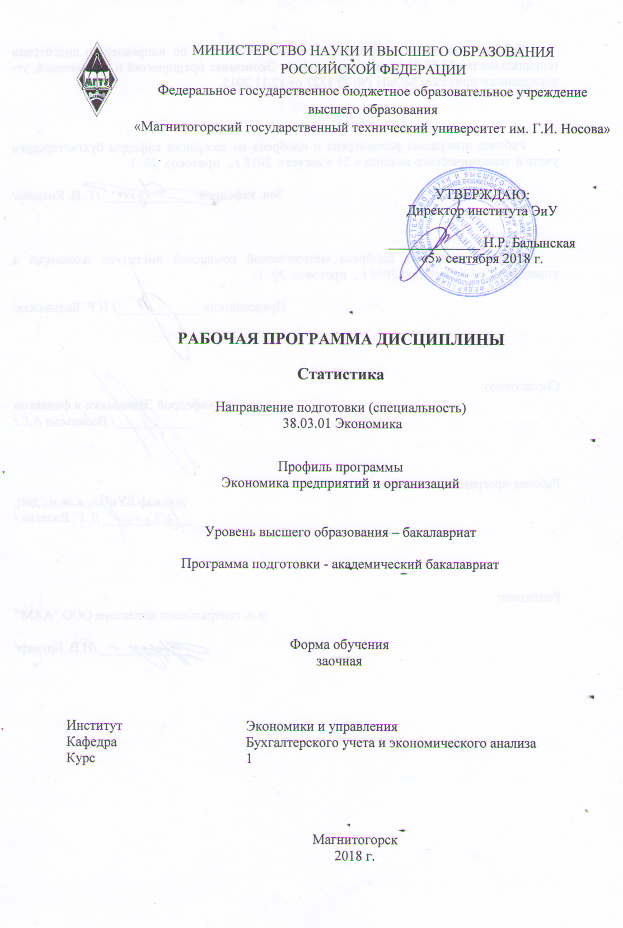 МИНИСТЕРСТВО НАУКИ И ВЫСШЕГО ОБРАЗОВАНИЯ
РОССИЙСКОЙ ФЕДЕРАЦИИ
Федеральное государственное бюджетное образовательное учреждение
высшего образования
«Магнитогорский государственный технический университет им. Г.И. Носова»
МГТУ
УТВЕРЖДАЮ:
Директор института ЭиУ
Н.Р. Балынская
«5» сентября 2018 г.
РАБОЧАЯ ПРОГРАММА ДИСЦИПЛИНЫ
Статистика
Направление подготовки (специальность)
38.03.01 Экономика
Профиль программы
Экономика предприятий и организаций
Уровень высшего образования – бакалавриат
Программа подготовки - академический бакалавриат
Форма обучения
заочная
Институт Экономики и управления
Кафедра Бухгалтерского учета и экономического анализа
Курс 1
Магнитогорск
2018 г.